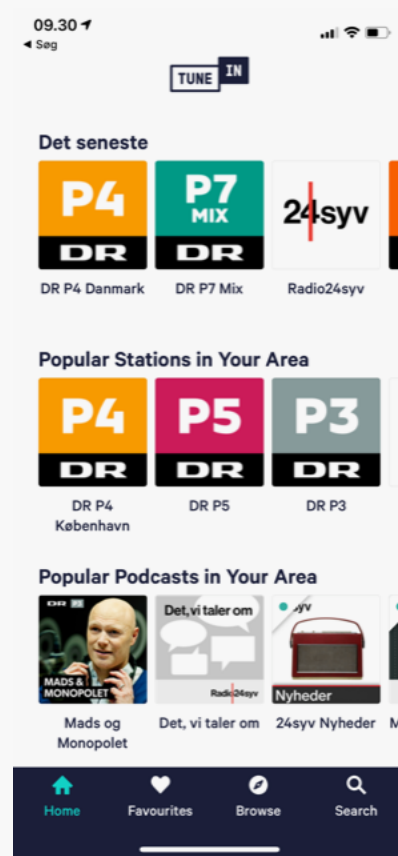 09.30
Søg
TUNE IN
Det seneste
P4
DR
P7
MIX
DR
24syv
DR P4 Danmark
DR P7 Mix
Radio24syv
Popular Stations in Your Area
P4
DR
P5
DR
P3
DR
DR P4
København
DR P5
DR P3
Popular Podcasts in Your Area
DR
MADS &
MONOPOLET
Det, vi taler om
Radio24syv
syv
Nyheder
Mads og
Monopolet
Det, vi taler om
24syv Nyheder
M
Home
Favourites
Browse
Search